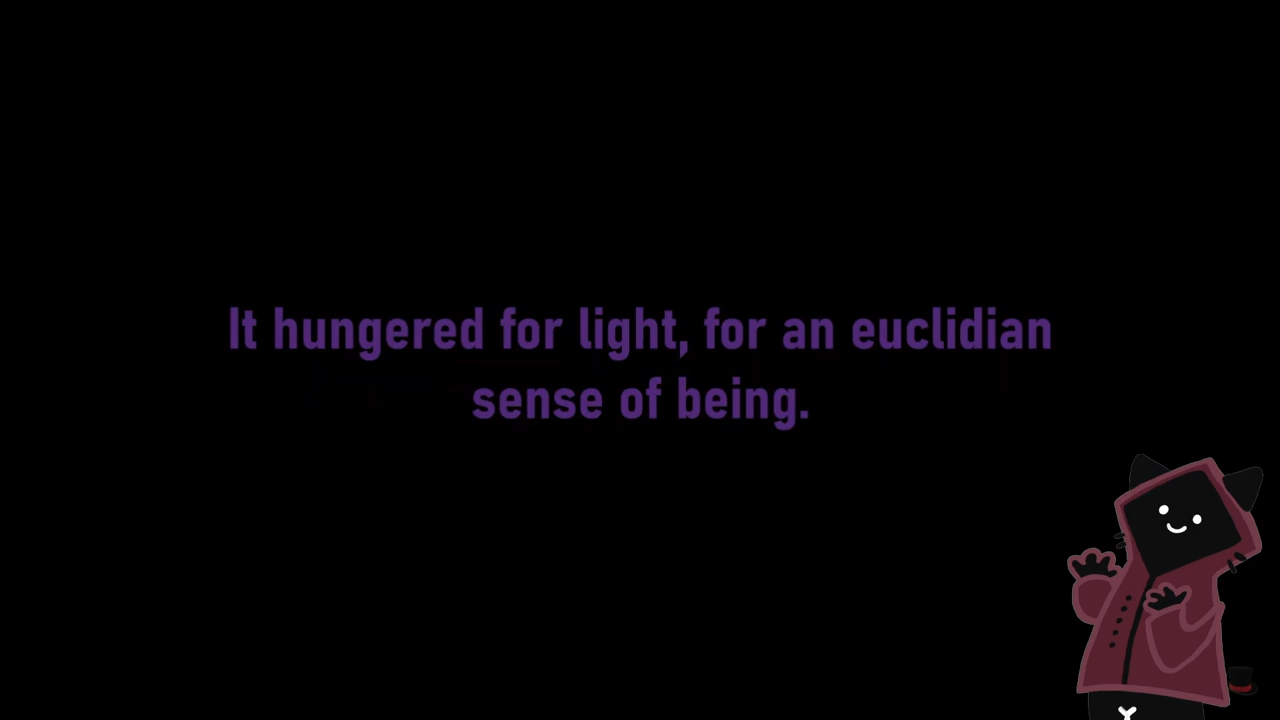 It hungered for light, for an euclidian
sense of being.